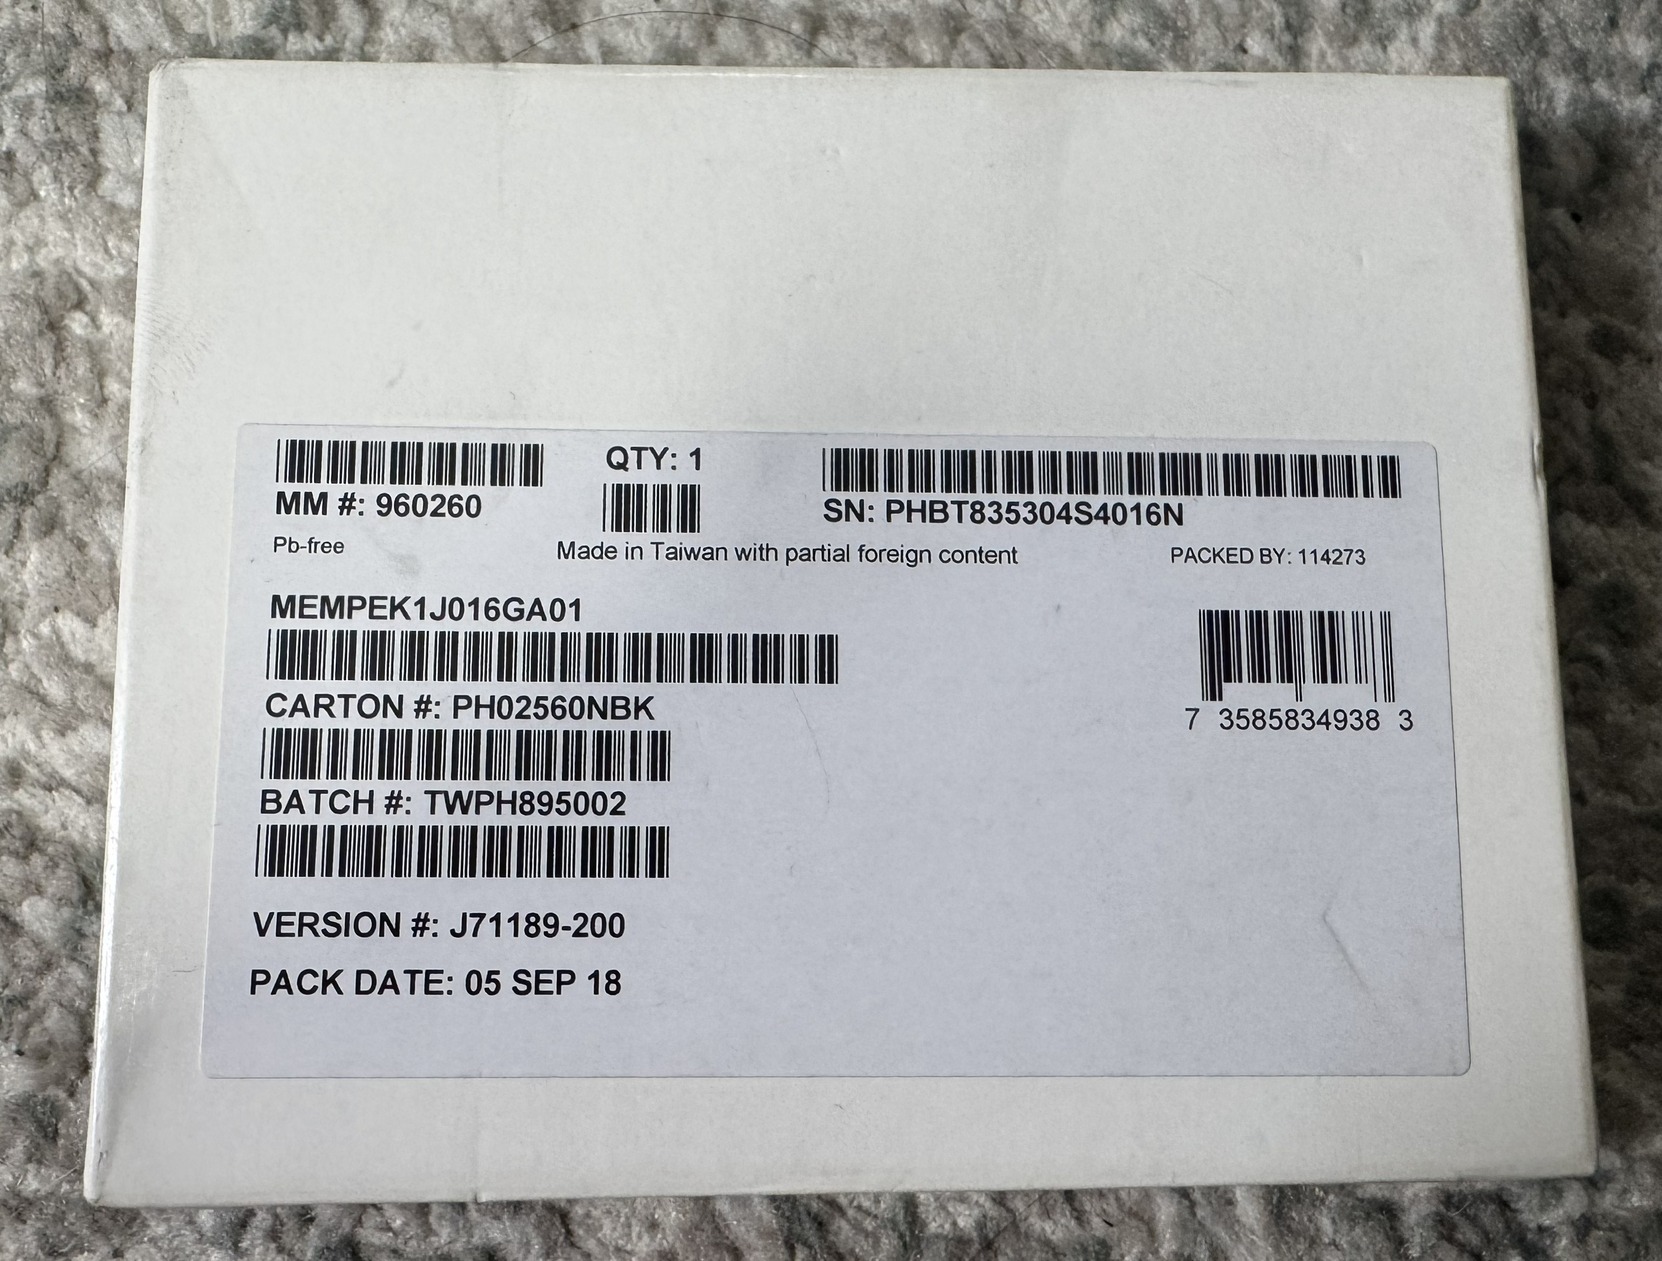 MM #: 960260
QTY: 1
SN: PHBT835304S4016N
Pb-free
Made in Taiwan with partial foreign content
PACKED BY: 114273
MEMPEK1J016GA01
7 3585834938 3
CARTON #: PH02560NBK
BATCH #: TWPH895002
VERSION #: J71189-200
PACK DATE: 05 SEP 18